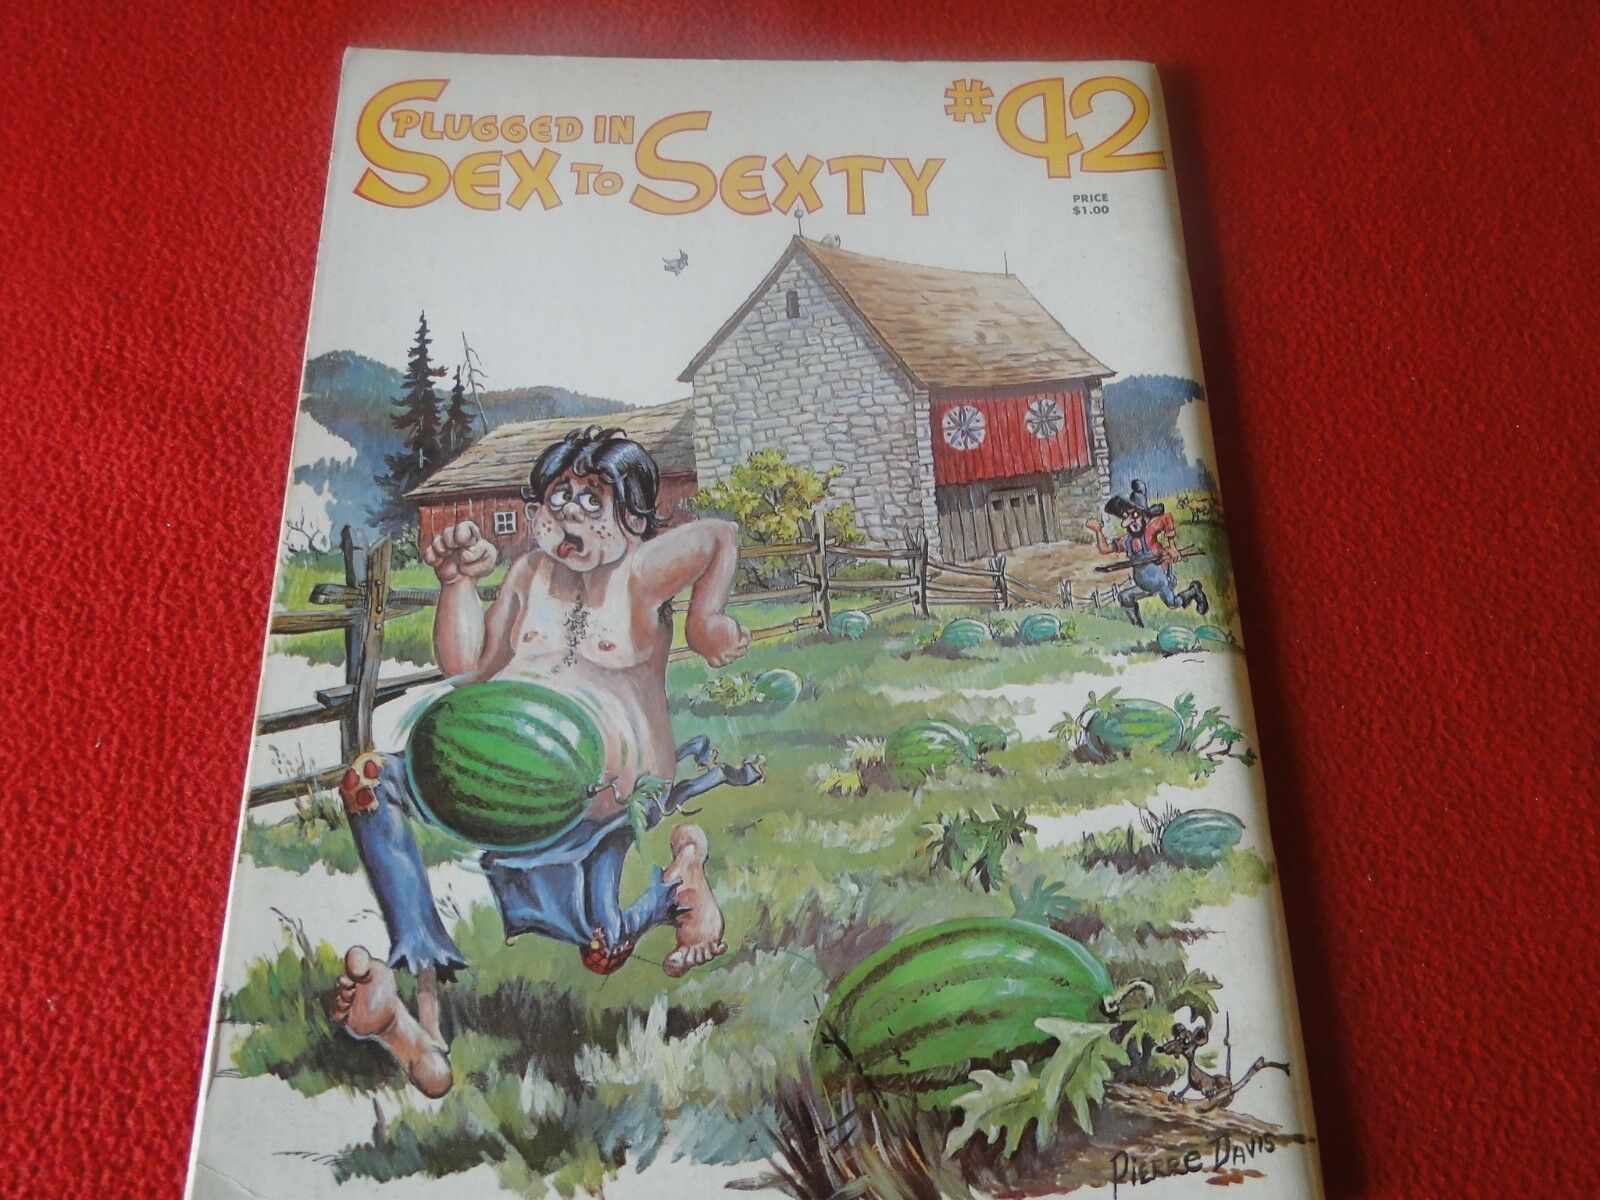 PLUGGED IN
SEX TO SEXTY
#42
PRICE
$1.00
PIERRE DAVIS